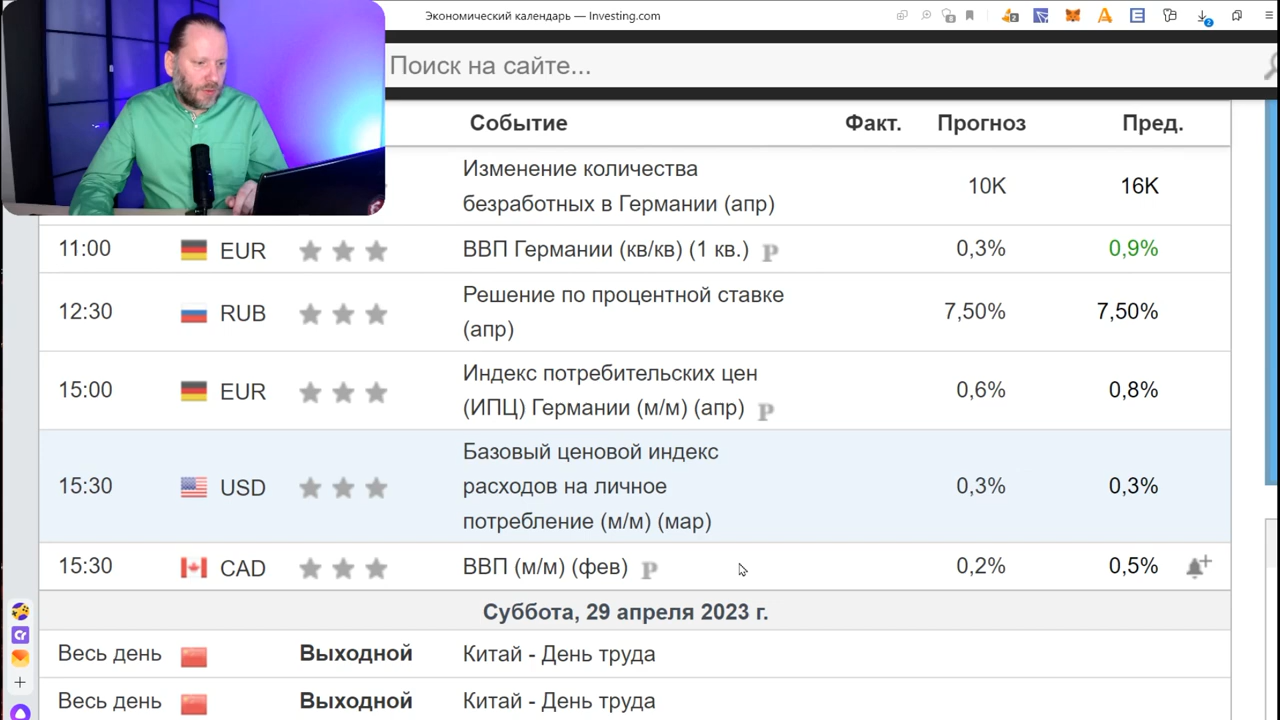 Экономический календарь — Investing.com
2
8
2
Поиск на сайте...
Событие Факт. Прогноз Пред.
Изменение количества
безработных в Германии (апр) 10K 16K
11:00 EUR ВВП Германии (кв/кв) (1 кв.) P 0,3% 0,9%
12:30 RUB Решение по процентной ставке
(апр) 7,50% 7,50%
15:00 EUR Индекс потребительских цен
(ИПЦ) Германии (м/м) (апр) P 0,6% 0,8%
15:30 USD Базовый ценовой индекс
расходов на личное
потребление (м/м) (мар) 0,3% 0,3%
15:30 CAD ВВП (м/м) (фев) P 0,2% 0,5%
Суббота, 29 апреля 2023 г.
Весь день Выходной Китай - День труда
Весь день Выходной Китай - День труда